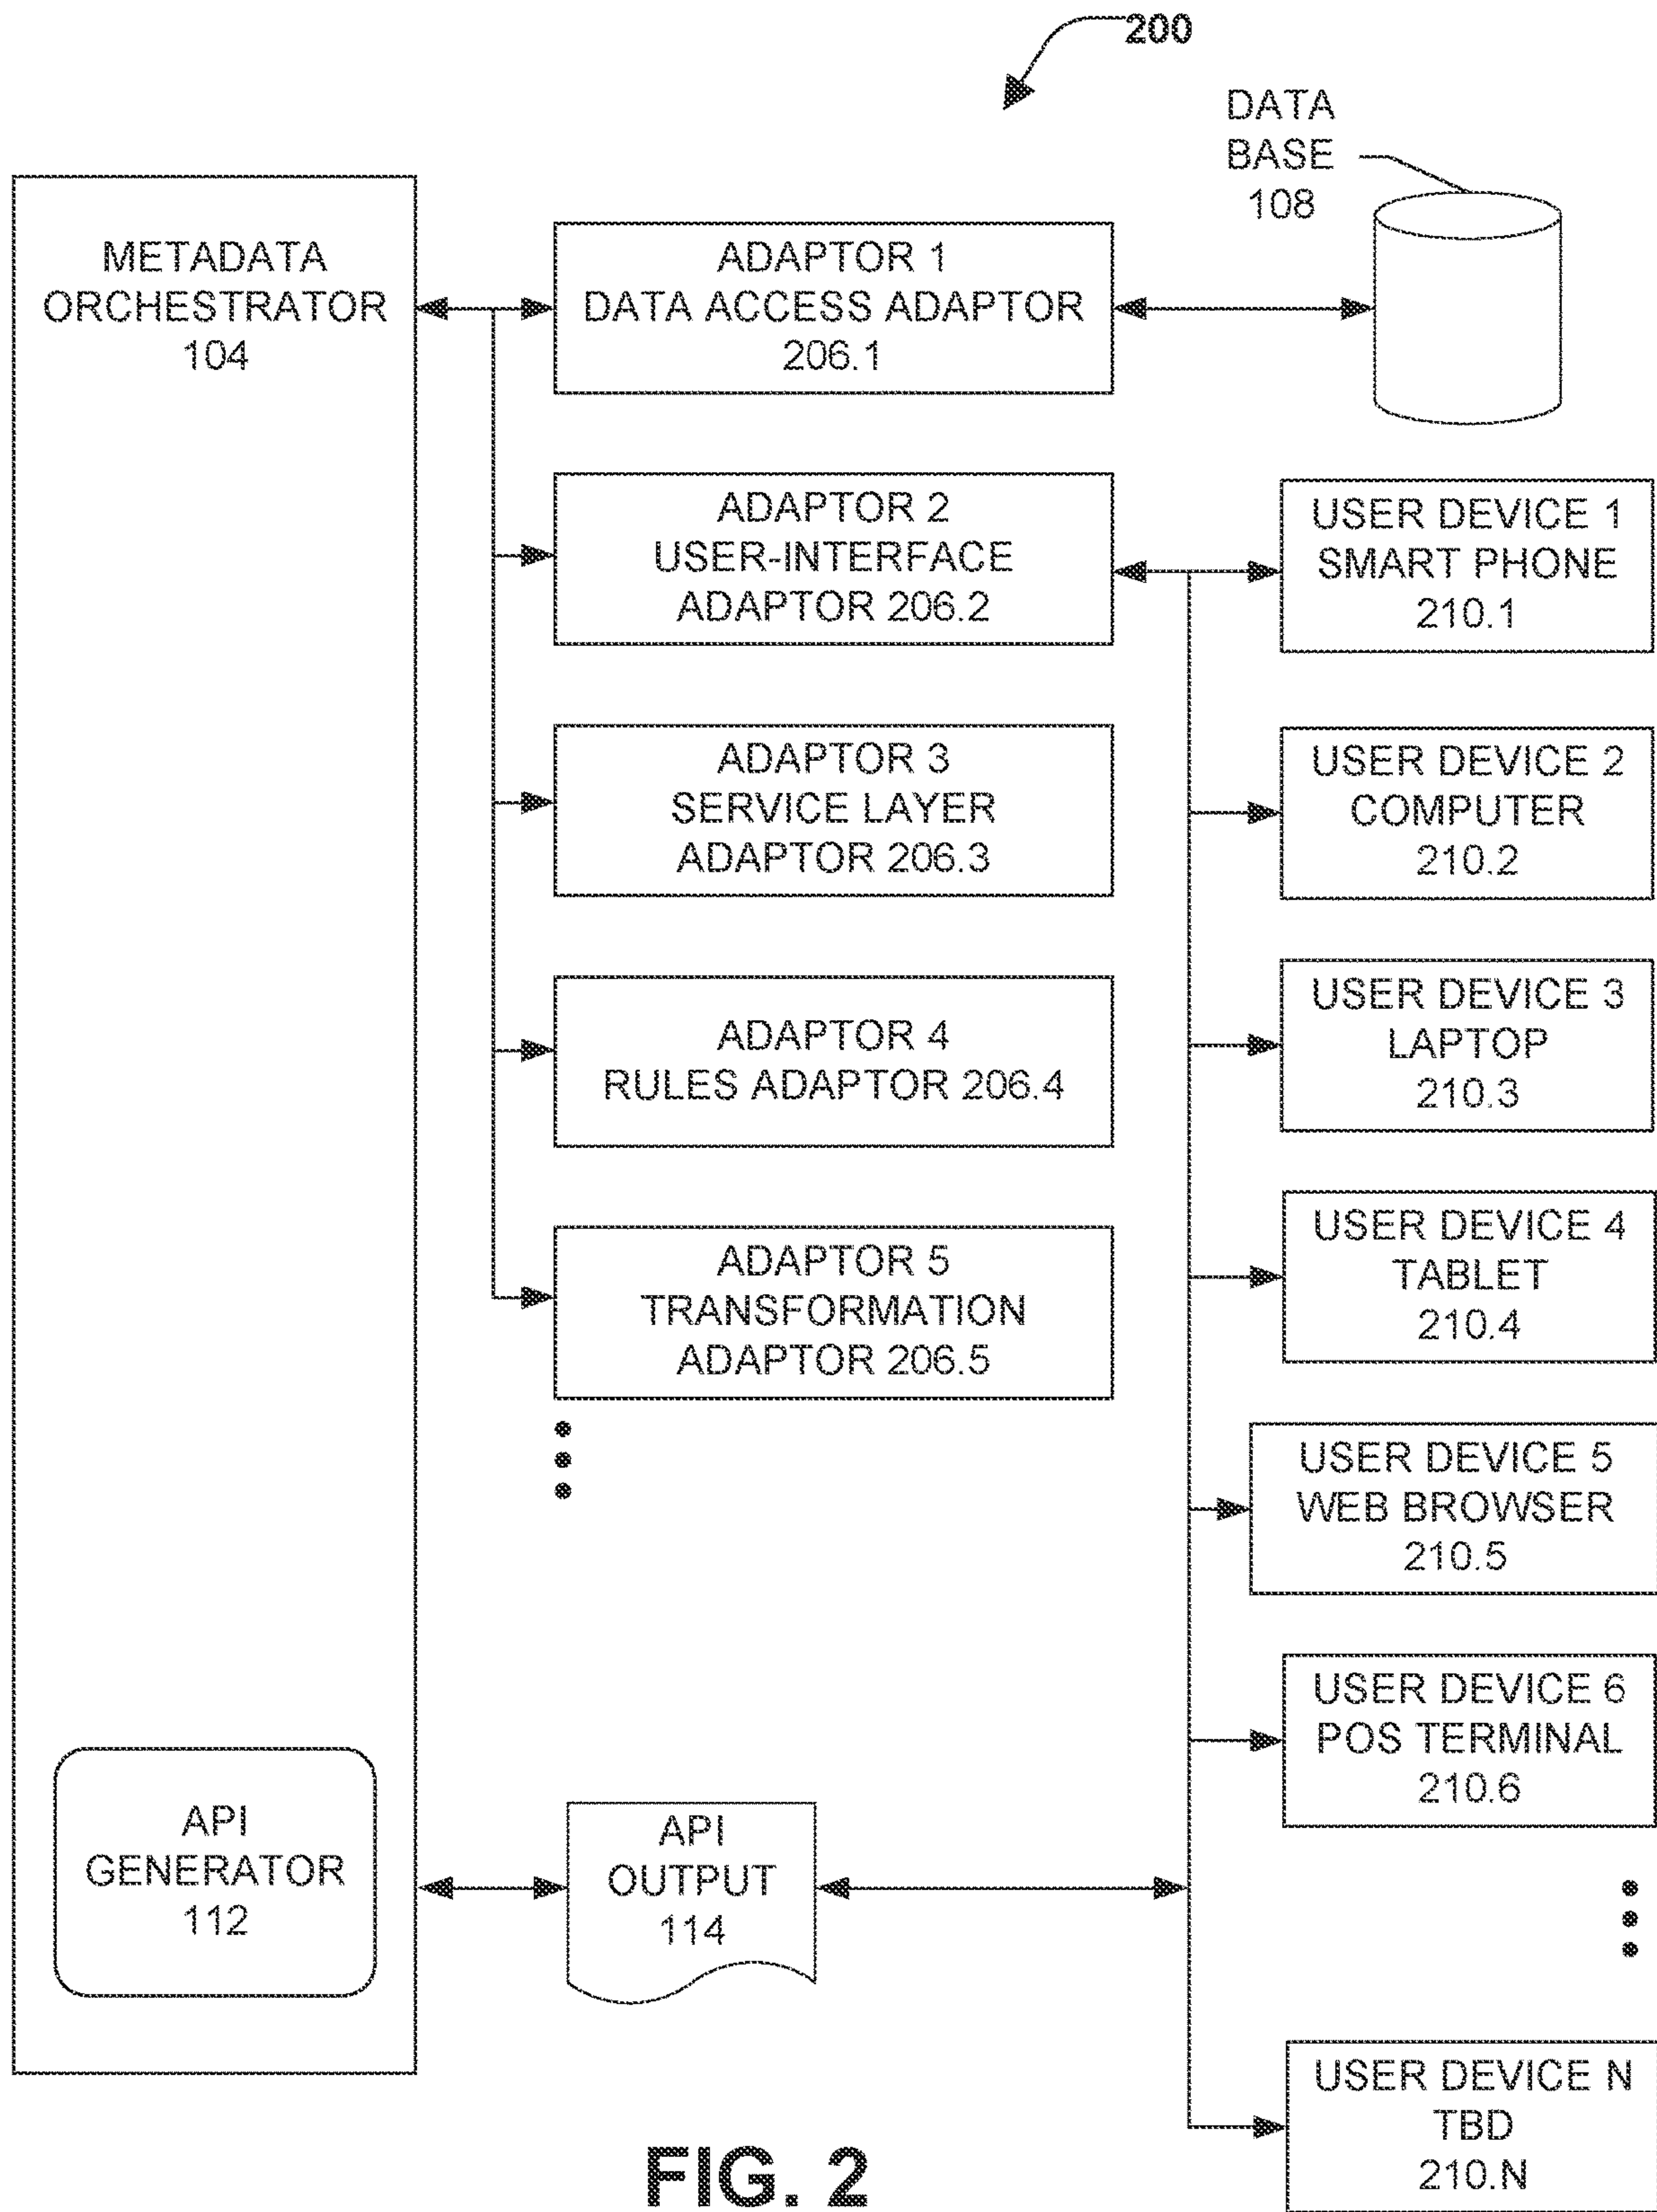 200
DATA
BASE
108
METADATA
ORCHESTRATOR
104
ADAPTOR 1
DATA ACCESS ADAPTOR
206.1
ADAPTOR 2
USER-INTERFACE
ADAPTOR 206.2
USER DEVICE 1
SMART PHONE
210.1
ADAPTOR 3
SERVICE LAYER
ADAPTOR 206.3
USER DEVICE 2
COMPUTER
210.2
ADAPTOR 4
RULES ADAPTOR 206.4
USER DEVICE 3
LAPTOP
210.3
ADAPTOR 5
TRANSFORMATION
ADAPTOR 206.5
USER DEVICE 4
TABLET
210.4
USER DEVICE 5
WEB BROWSER
210.5
USER DEVICE 6
POS TERMINAL
210.6
API
GENERATOR
112
API
OUTPUT
114
USER DEVICE N
TBD
210.N
FIG. 2